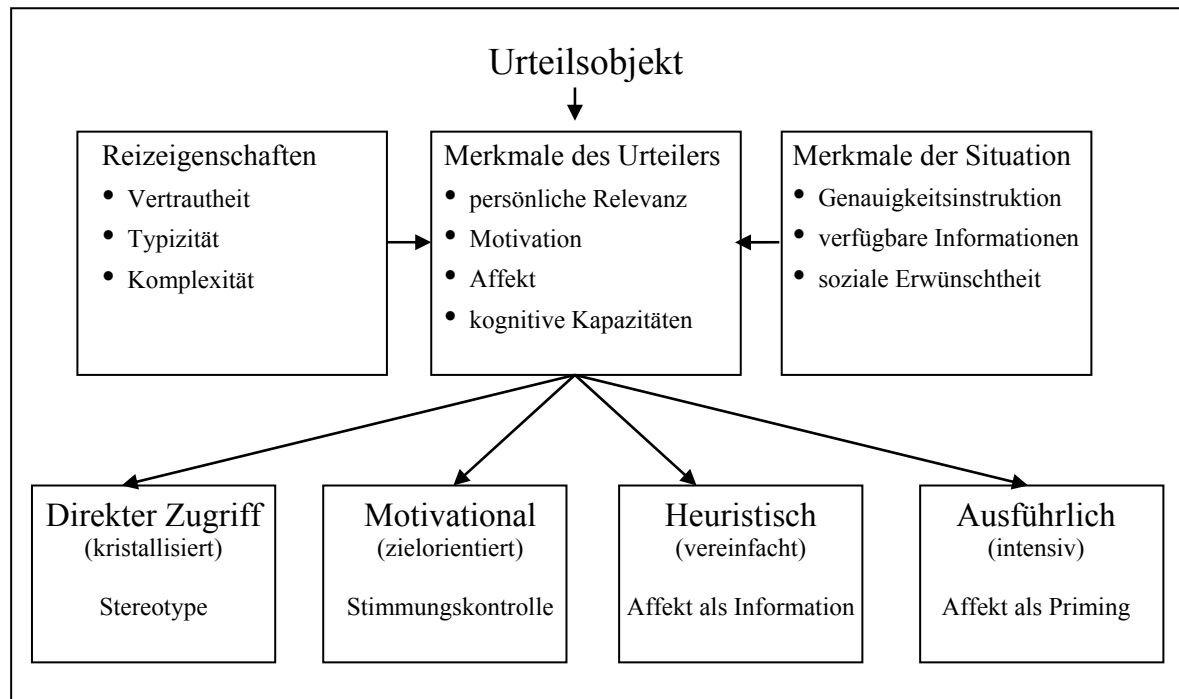 Urteilsobjekt
Reizeigenschaften
• Vertrautheit
• Typizität
• Komplexität
Merkmale des Urteilers
• persönliche Relevanz
• Motivation
• Affekt
• kognitive Kapazitäten
Merkmale der Situation
• Genauigkeitsinstruktion
• verfügbare Informationen
• soziale Erwünschtheit
Direkter Zugriff
(kristallisiert)
Stereotype
Motivational
(zielorientiert)
Stimmungskontrolle
Heuristisch
(vereinfacht)
Affekt als Information
Ausführlich
(intensiv)
Affekt als Priming